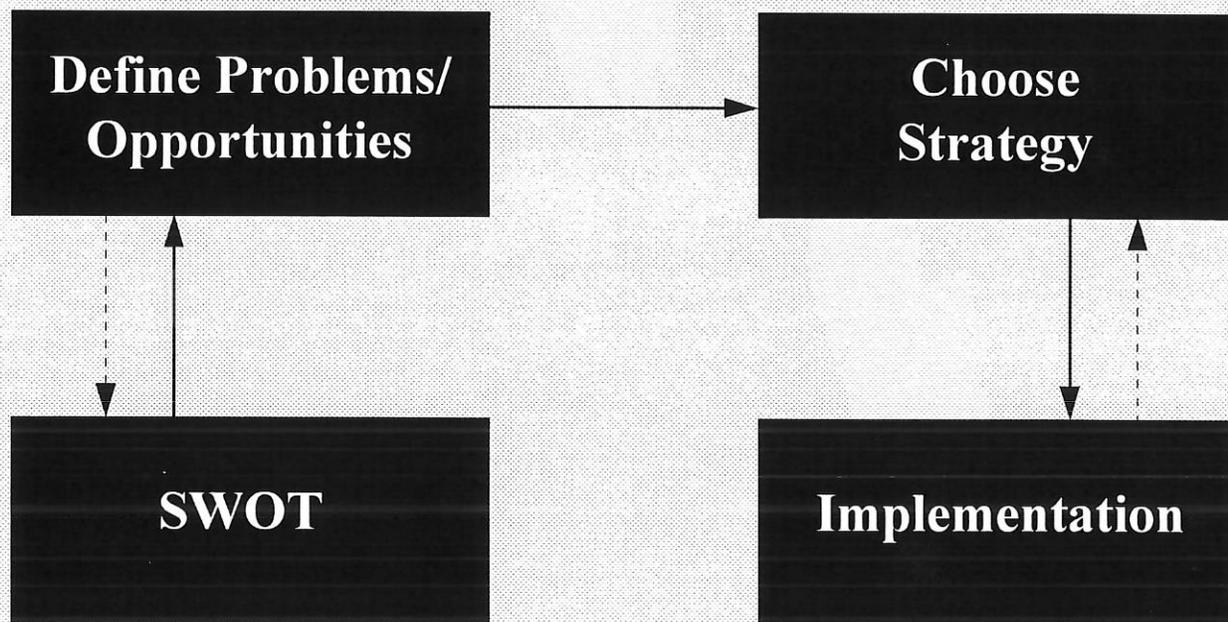 Define Problems/
Opportunities
Choose
Strategy
SWOT
Implementation